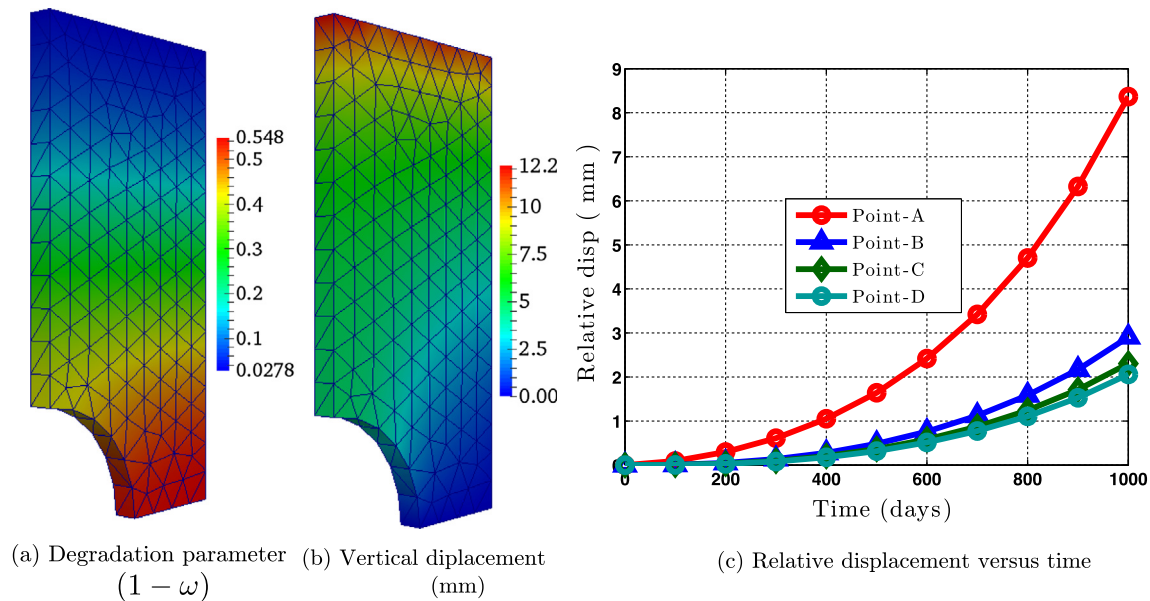 0.548
0.5
0.4
0.3
0.2
0.1
0.0278
12.2
10
7.5
5
2.5
0.00
(a) Degradation parameter
(1 − ω)
(b) Vertical diplacement
(mm)
9
8
7
6
5
4
3
2
1
0
Relative disp ( mm )
Point-A
Point-B
Point-C
Point-D
0 200 400 600 800 1000
Time (days)
(c) Relative displacement versus time